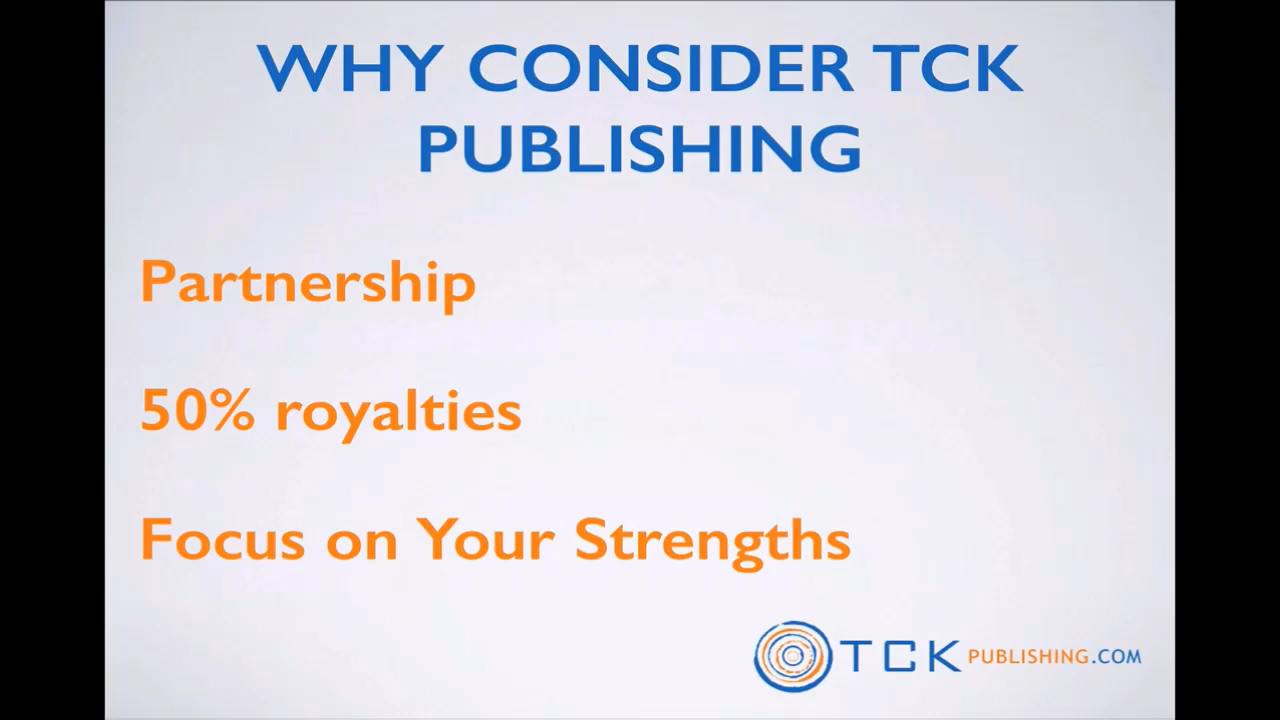 WHY CONSIDER TCK
PUBLISHING
Partnership
50% royalties
Focus on Your Strengths
TCK PUBLISHING.COM